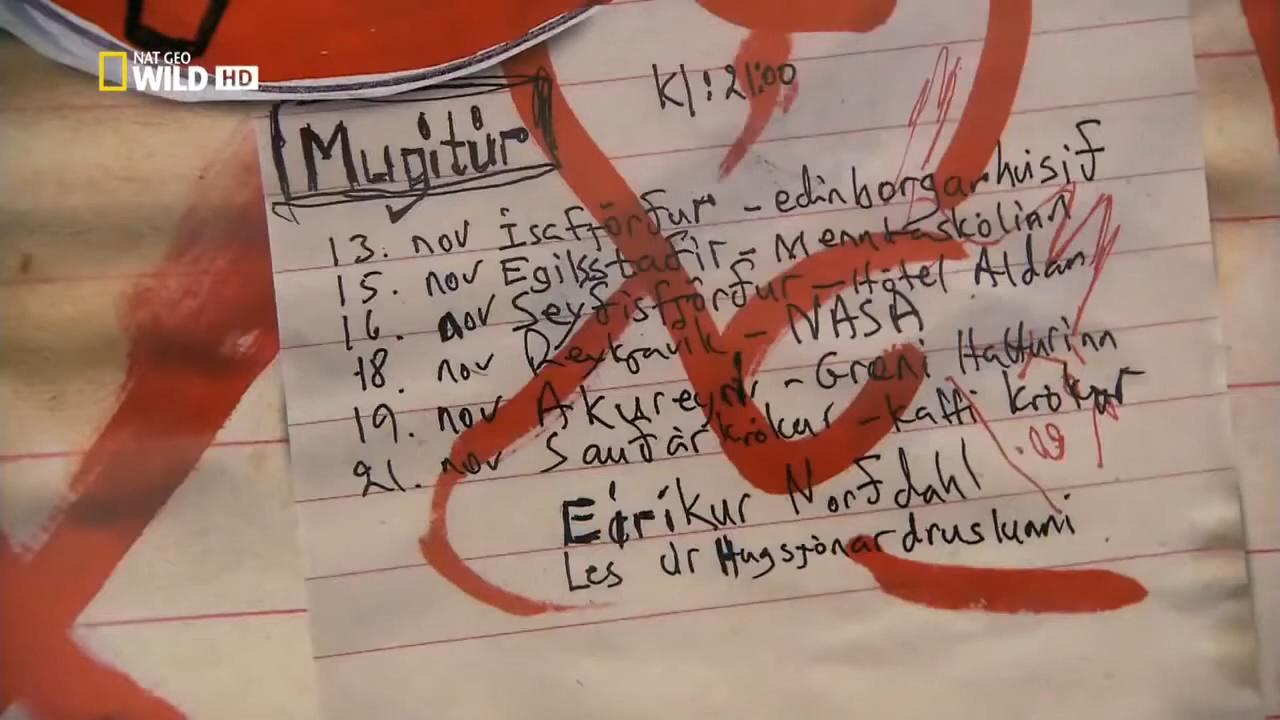 NAT GEO
WILD HD
Mugitúr
Kl: 21:00
13. nov Ísafjörður - edinborgarhúsið
15. nov Egilsstaðir - Menntaskólinn
16. nov Seyðisfjörður - Hótel Aldan
18. nov Reykjavík - NASA
19. nov Akureyri - Græni Hatturinn
21. nov Sauðárkrókur - kaffi krókur
Eiríkur Norðdahl
Les úr Hugsjónardruslunni